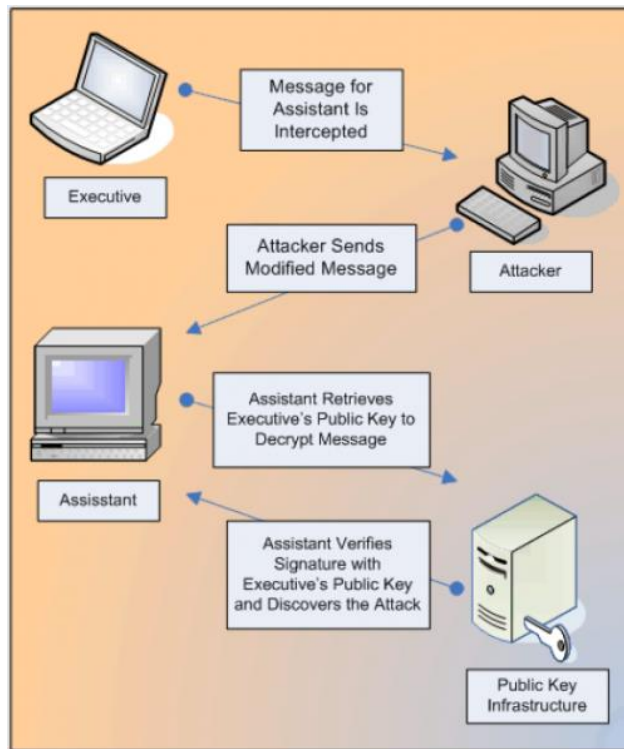 Message for
Assistant Is
Intercepted
Executive
Attacker Sends
Modified Message
Attacker
Assistant Retrieves
Executive's Public Key to
Decrypt Message
Assisstant
Assistant Verifies
Signature with
Executive's Public Key
and Discovers the Attack
Public Key
Infrastructure